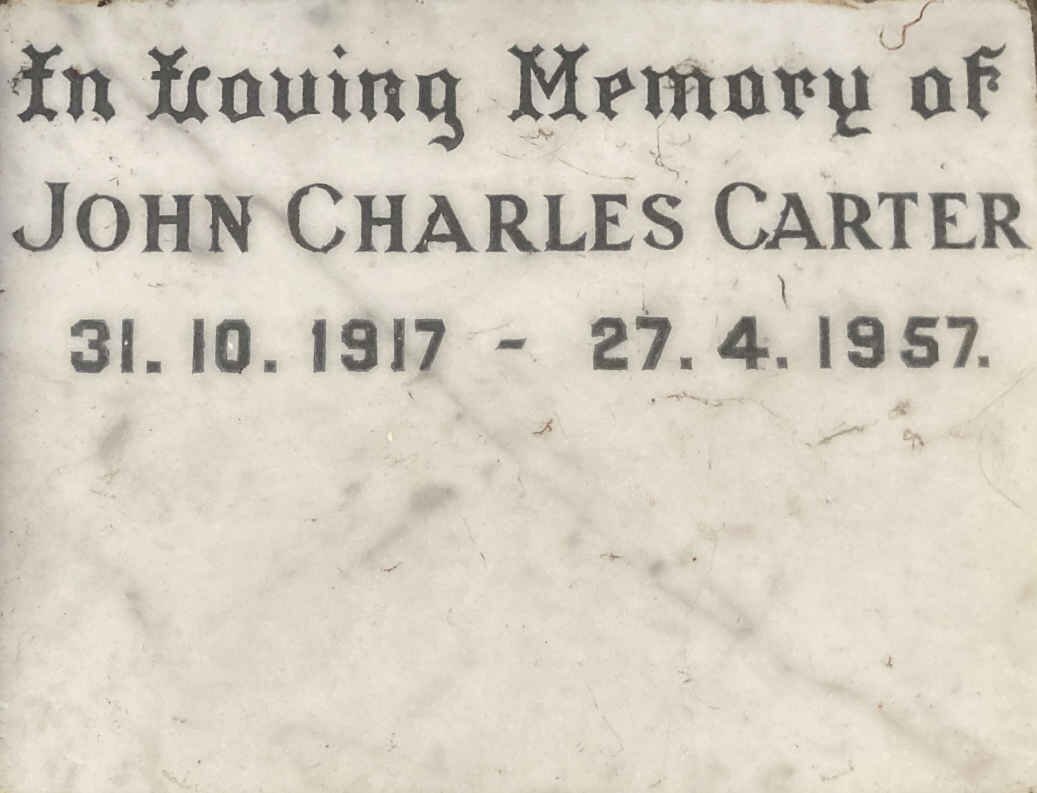 In Loving Memory of
JOHN CHARLES CARTER
31. 10. 1917 - 27. 4. 1957.